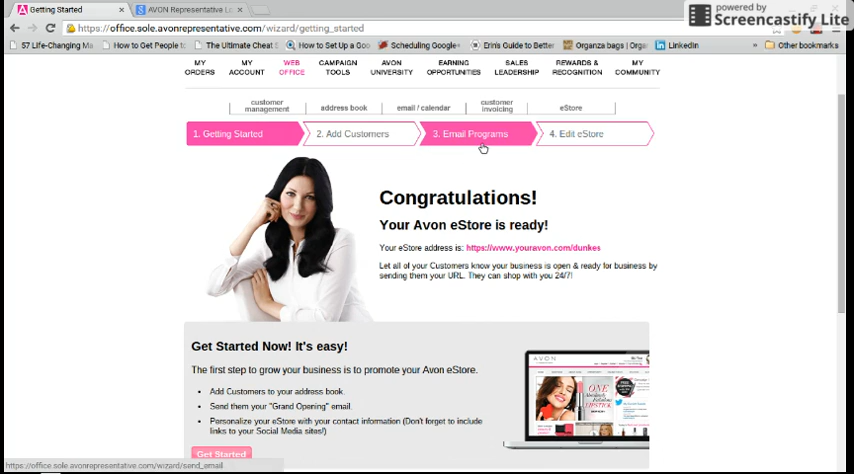 Getting Started
AVON Representative Lo
powered by
Screencastify Lite
https://office.sole.avonrepresentative.com/wizard/getting_started
57 Life-Changing Ma
How to Get People to
The Ultimate Cheat S
How to Set Up a Goo
Scheduling Google+
Erin's Guide to Better
Organza bags | Organ
LinkedIn
Other bookmarks
MY ORDERS
MY ACCOUNT
WEB OFFICE
CAMPAIGN TOOLS
AVON UNIVERSITY
EARNING OPPORTUNITIES
SALES LEADERSHIP
REWARDS & RECOGNITION
MY COMMUNITY
customer management
address book
email / calendar
customer invoicing
eStore
1. Getting Started
2. Add Customers
3. Email Programs
4. Edit eStore
Congratulations!
Your Avon eStore is ready!
Your eStore address is: https://www.youravon.com/dunkes
Let all of your Customers know your business is open & ready for business by
sending them your URL. They can shop with you 24/7!
Get Started Now! It's easy!
The first step to grow your business is to promote your Avon eStore.
• Add Customers to your address book.
• Send them your "Grand Opening" email.
• Personalize your eStore with your contact information (Don't forget to include
links to your Social Media sites!)
Get Started
AVON
ONE
LIPSTICK
https://office.sole.avonrepresentative.com/wizard/send_email